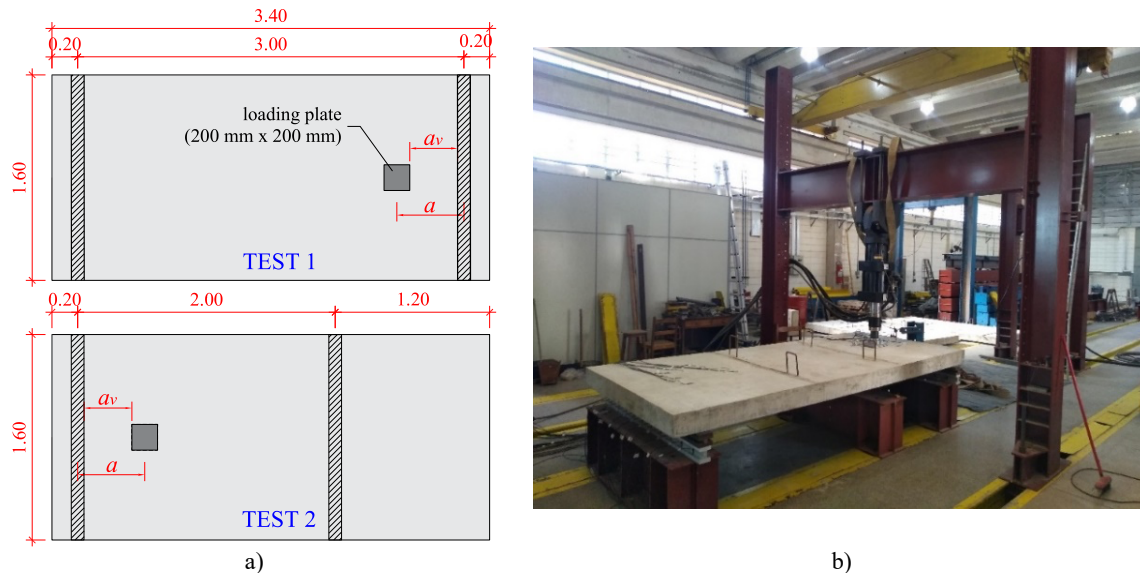 3.40
0.20 3.00 0.20
loading plate
(200 mm x 200 mm)
av
a
1.60
TEST 1
0.20 2.00 1.20
av
a
1.60
TEST 2
a)
b)